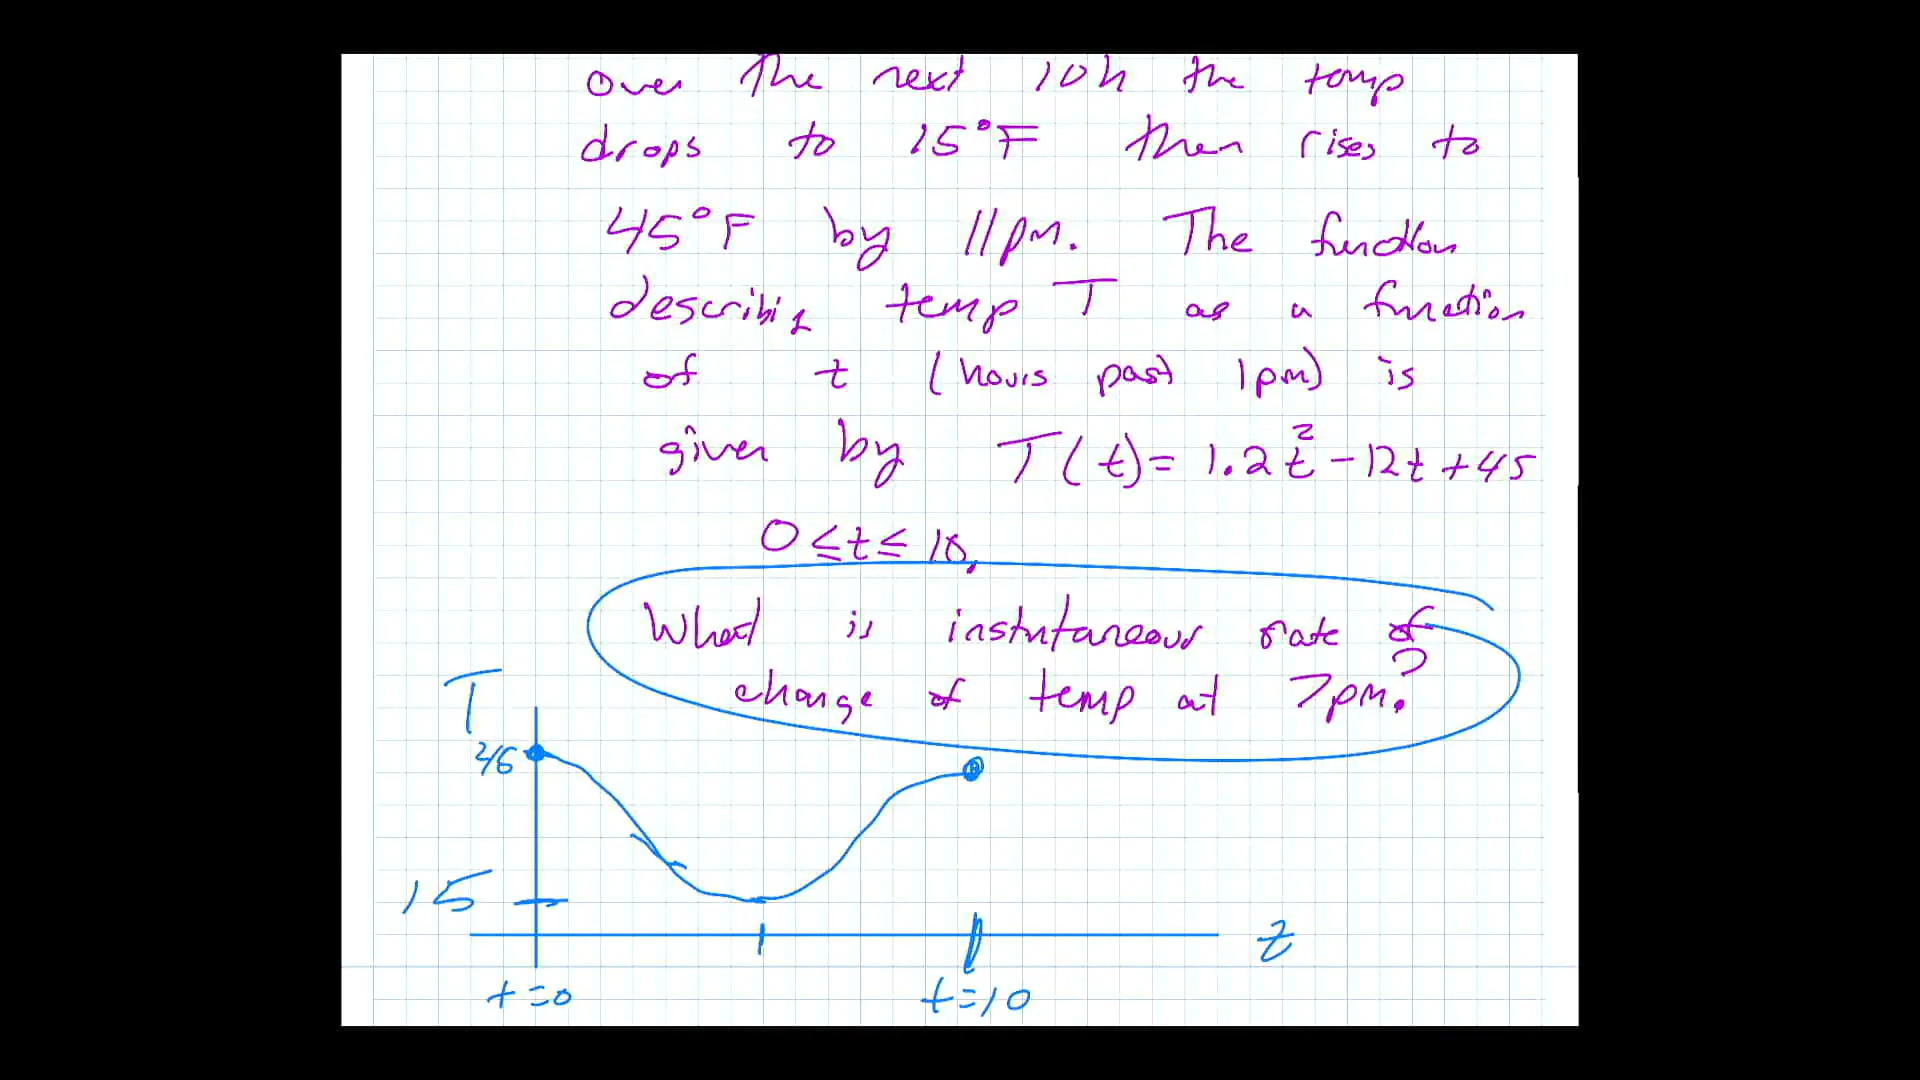 over the next 10h the temp
drops to 15°F then rises to
45°F by 11pm. The function
describing temp T as a function
of t (hours past 1pm) is
given by T(t)= 1.2t² - 12t + 45
0 ≤ t ≤ 10.
What is instntaneous rate of
change of temp at 7pm?
T
45
15
t
t=0
t=10